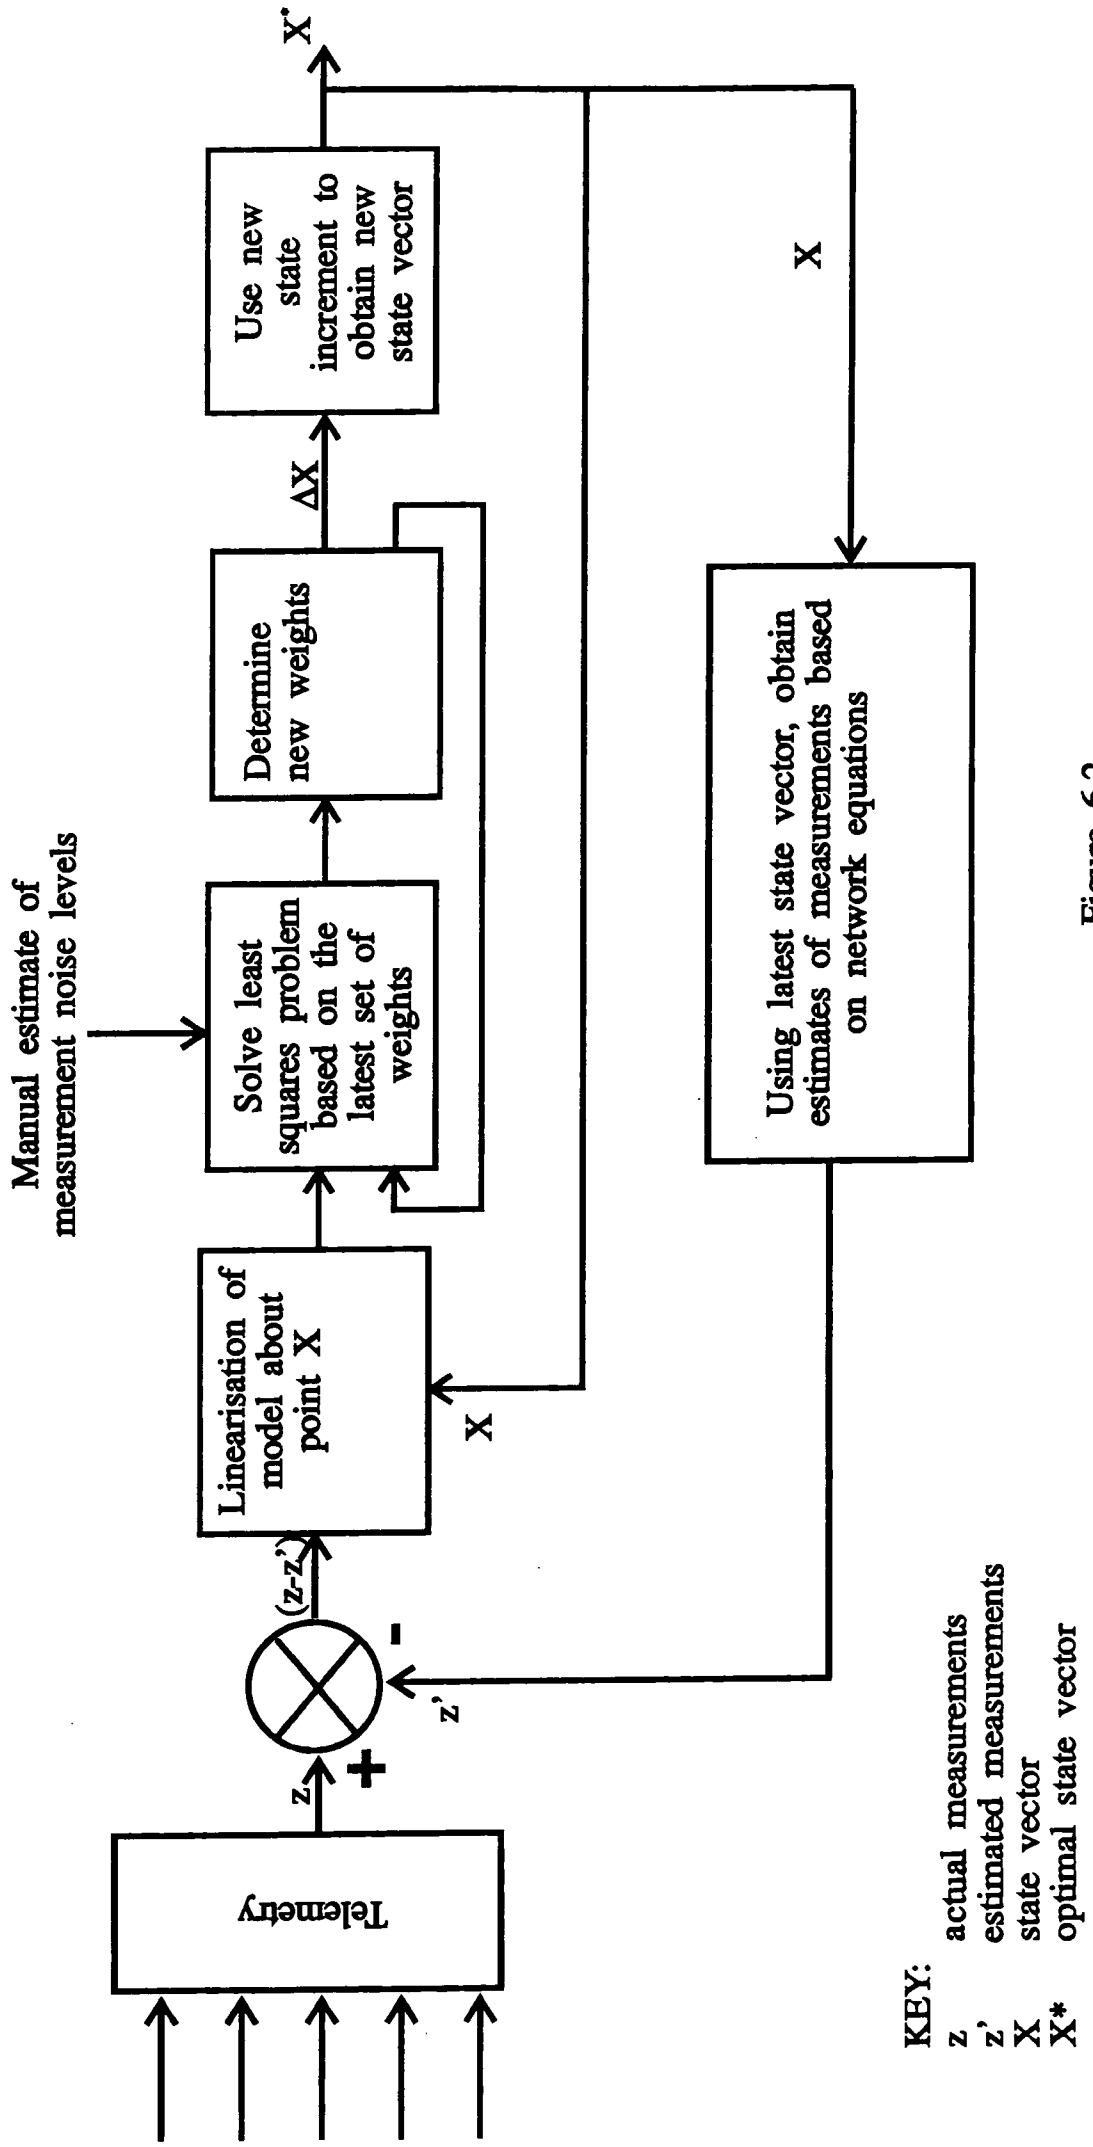 Manual estimate of
measurement noise levels
Telemetry
z
+
-
z'
(z-z')
Linearisation of
model about
point X
X
Solve least
squares problem
based on the
latest set of
weights
Determine
new weights
ΔX
Use new
state
increment to
obtain new
state vector
X*
X
Using latest state vector, obtain
estimates of measurements based
on network equations
KEY:
z actual measurements
z' estimated measurements
X state vector
X* optimal state vector